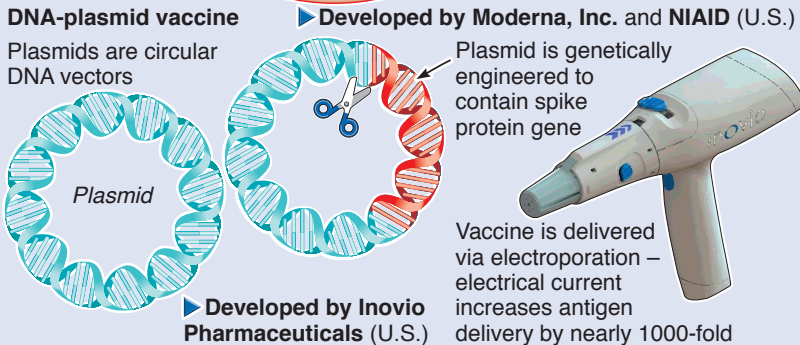 ▶ Developed by Moderna, Inc. and NIAID (U.S.)
DNA-plasmid vaccine
Plasmids are circular
DNA vectors
Plasmid
Plasmid is genetically
engineered to
contain spike
protein gene
inovio
Vaccine is delivered
via electroporation –
electrical current
increases antigen
delivery by nearly 1000-fold
▶ Developed by Inovio
Pharmaceuticals (U.S.)